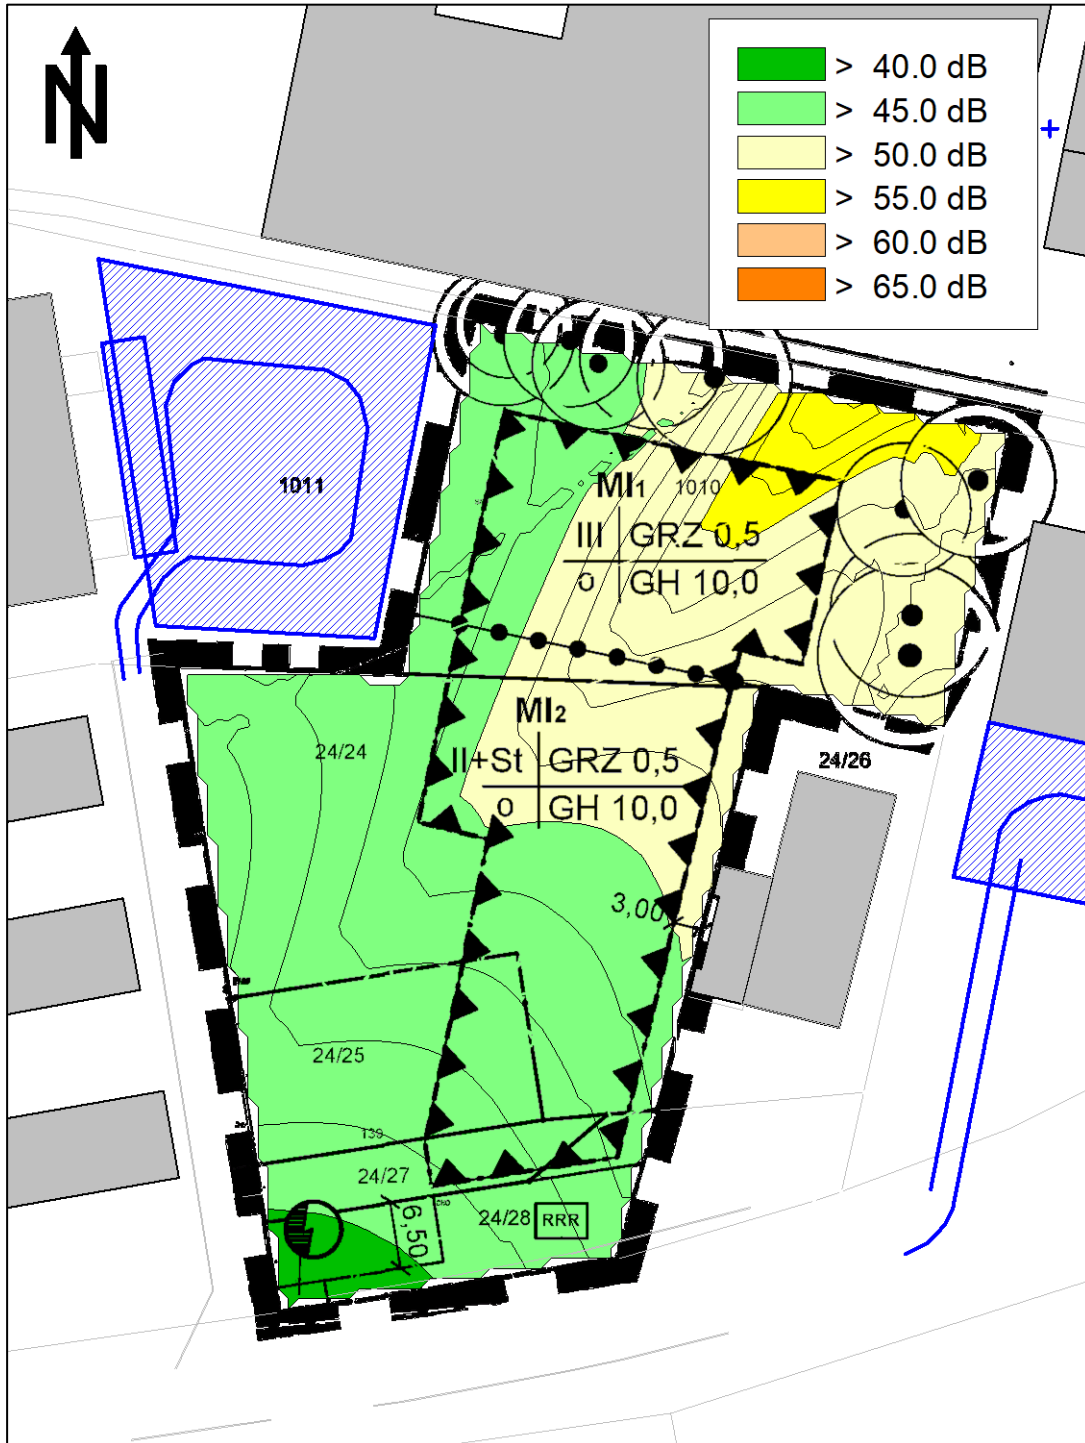 N
> 40.0 dB
> 45.0 dB
> 50.0 dB
> 55.0 dB
> 60.0 dB
> 65.0 dB
1011
MI1 1010
III GRZ 0,5
o GH 10,0
MI2
24/24
II+St GRZ 0,5
o GH 10,0
24/26
3,00
24/25
139
24/27
6,50
24/28 RRR